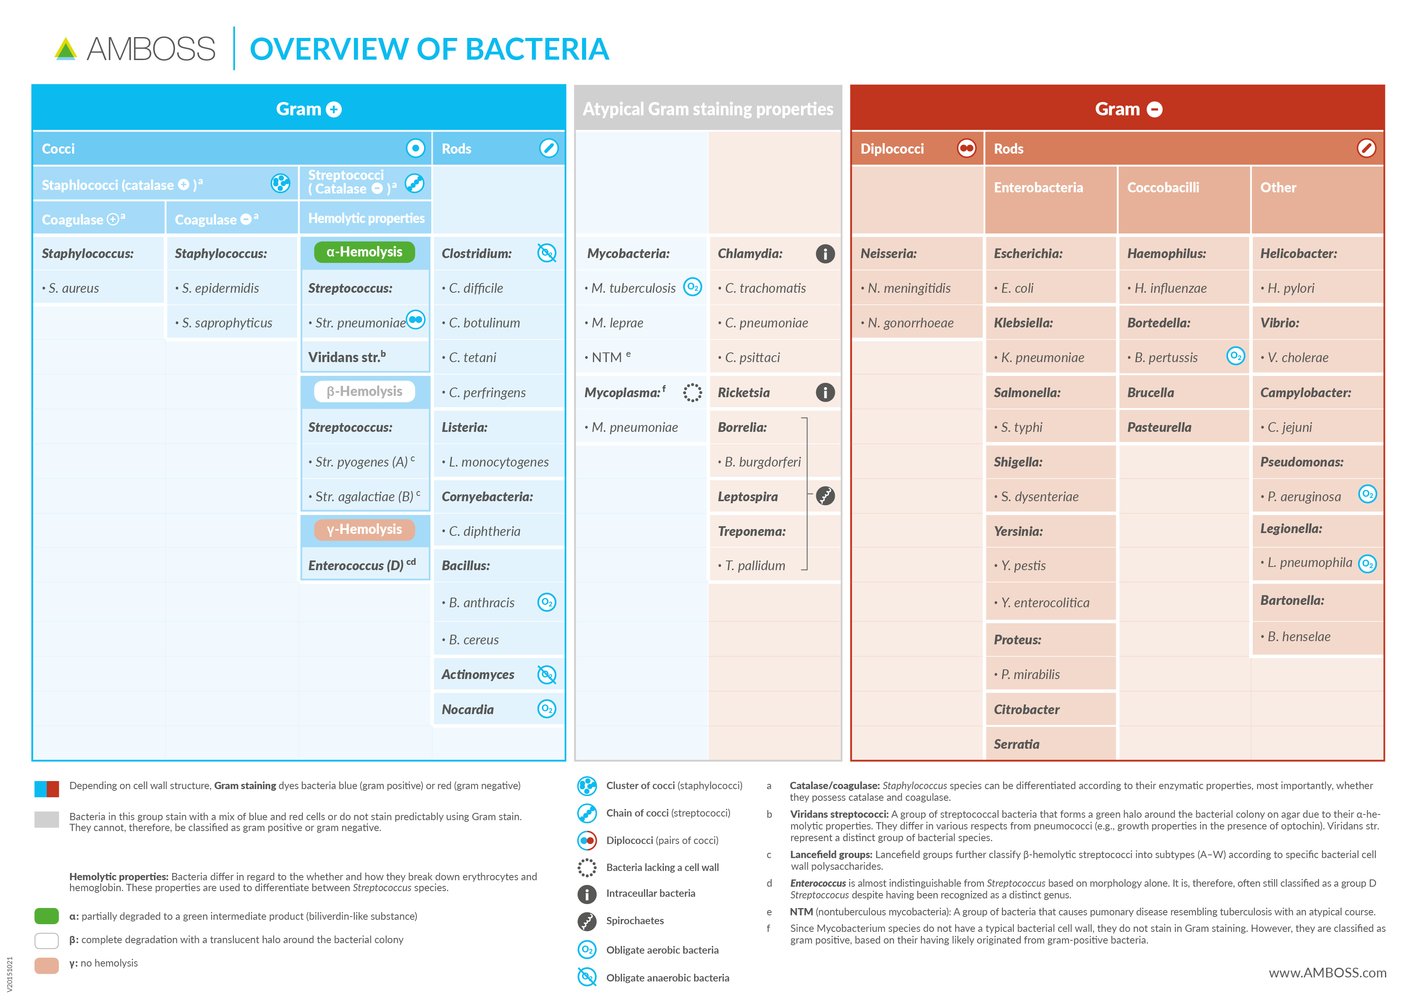 AMBOSS | OVERVIEW OF BACTERIA
Gram +
Cocci
Rods
Staphlococci (catalase + )a
Streptococci
( Catalase − )a
Coagulase + a
Coagulase − a
Hemolytic properties
Staphylococcus:
• S. aureus
Staphylococcus:
• S. epidermidis
• S. saprophyticus
α-Hemolysis
Streptococcus:
• Str. pneumoniae
Viridans str.b
β-Hemolysis
Streptococcus:
• Str. pyogenes (A) c
• Str. agalactiae (B) c
γ-Hemolysis
Enterococcus (D) cd
Clostridium: O2
• C. difficile
• C. botulinum
• C. tetani
• C. perfringens
Listeria:
• L. monocytogenes
Cornyebacteria:
• C. diphtheria
Bacillus:
• B. anthracis O2
• B. cereus
Actinomyces O2
Nocardia O2
Atypical Gram staining properties
Mycobacteria:
• M. tuberculosis O2
• M. leprae
• NTM e
Mycoplasma: f
• M. pneumoniae
Chlamydia: i
• C. trachomatis
• C. pneumoniae
• C. psittaci
Ricketsia i
Borrelia:
• B. burgdorferi
Leptospira
Treponema:
• T. pallidum
Gram −
Diplococci
Rods
Enterobacteria
Coccobacilli
Other
Neisseria:
• N. meningitidis
• N. gonorrhoeae
Escherichia:
• E. coli
Klebsiella:
• K. pneumoniae
Salmonella:
• S. typhi
Shigella:
• S. dysenteriae
Yersinia:
• Y. pestis
• Y. enterocolitica
Proteus:
• P. mirabilis
Citrobacter
Serratia
Haemophilus:
• H. influenzae
Bortedella:
• B. pertussis O2
Brucella
Pasteurella
Helicobacter:
• H. pylori
Vibrio:
• V. cholerae
Campylobacter:
• C. jejuni
Pseudomonas:
• P. aeruginosa O2
Legionella:
• L. pneumophila O2
Bartonella:
• B. henselae
Depending on cell wall structure, Gram staining dyes bacteria blue (gram positive) or red (gram negative)
Bacteria in this group stain with a mix of blue and red cells or do not stain predictably using Gram stain.
They cannot, therefore, be classified as gram positive or gram negative.
Hemolytic properties: Bacteria differ in regard to the whether and how they break down erythrocytes and
hemoglobin. These properties are used to differentiate between Streptococcus species.
α: partially degraded to a green intermediate product (biliverdin-like substance)
β: complete degradation with a translucent halo around the bacterial colony
γ: no hemolysis
Cluster of cocci (staphylococci)
Chain of cocci (streptococci)
Diplococci (pairs of cocci)
Bacteria lacking a cell wall
i Intraceullar bacteria
Spirochaetes
O2 Obligate aerobic bacteria
O2 Obligate anaerobic bacteria
a Catalase/coagulase: Staphylococcus species can be differentiated according to their enzymatic properties, most importantly, whether
they possess catalase and coagulase.
b Viridans streptococci: A group of streptococcal bacteria that forms a green halo around the bacterial colony on agar due to their α-he-
molytic properties. They differ in various respects from pneumococci (e.g., growth properties in the presence of optochin). Viridans str.
represent a distinct group of bacterial species.
c Lancefield groups: Lancefield groups further classify β-hemolytic streptococci into subtypes (A–W) according to specific bacterial cell
wall polysaccharides.
d Enterococcus is almost indistinguishable from Streptococcus based on morphology alone. It is, therefore, often still classified as a group D
Streptococcus despite having been recognized as a distinct genus.
e NTM (nontuberculous mycobacteria): A group of bacteria that causes pumonary disease resembling tuberculosis with an atypical course.
f Since Mycobacterium species do not have a typical bacterial cell wall, they do not stain in Gram staining. However, they are classified as
gram positive, based on their having likely originated from gram-positive bacteria.
V20151021
www.AMBOSS.com